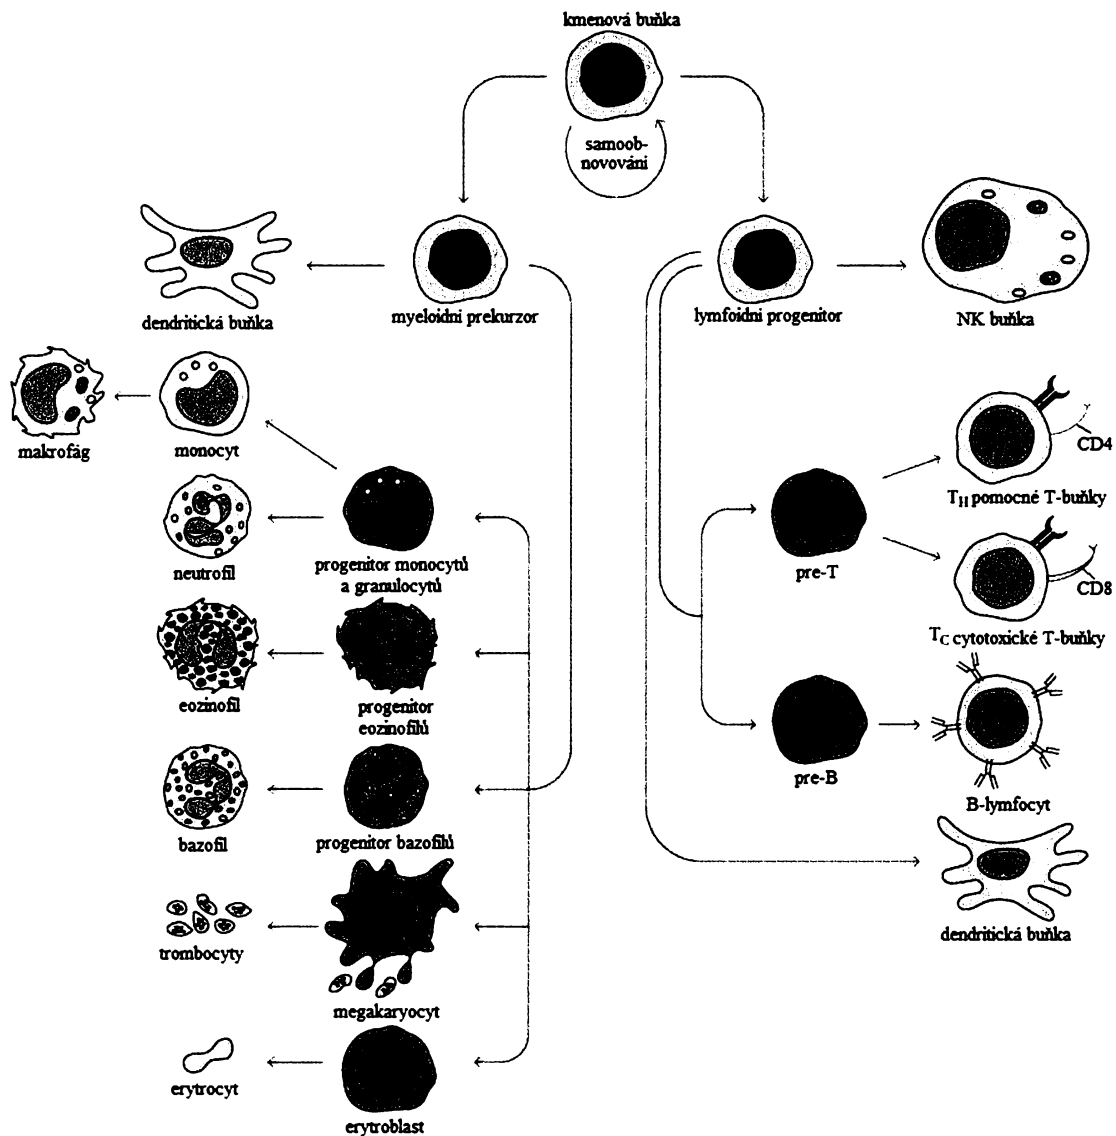 kmenová buňka
samoob-
novování
myeloidní prekurzor
lymfoidní progenitor
NK buňka
dendritická buňka
makrofág
monocyt
CD4
T_H pomocné T-buňky
neutrofil
progenitor monocytů
a granulocytů
pre-T
CD8
T_C cytotoxické T-buňky
eozinofil
progenitor
eozinofilů
pre-B
B-lymfocyt
bazofil
progenitor bazofilů
dendritická buňka
trombocyty
megakaryocyt
erytrocyt
erytroblast